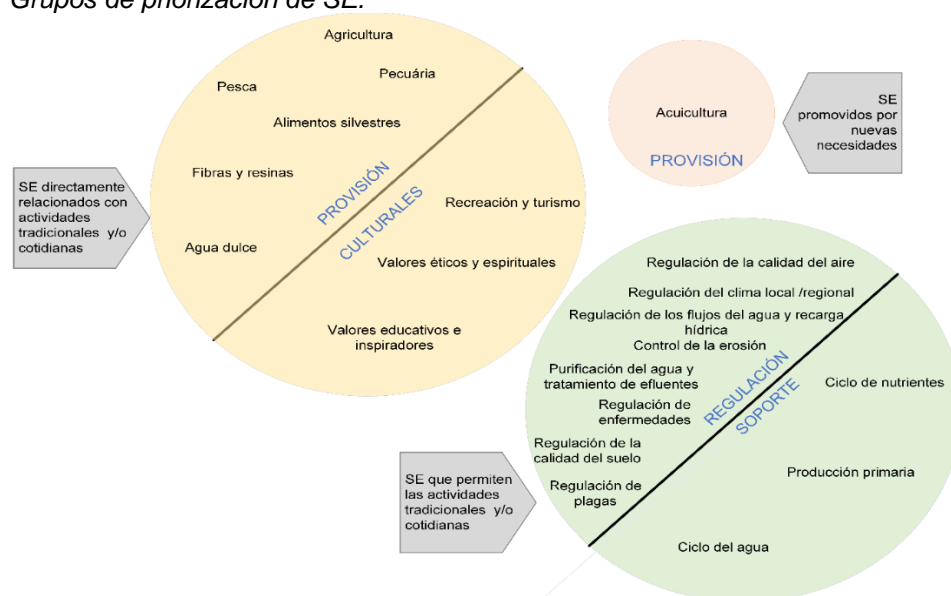 Grupos de priorización de SE.
Agricultura
Pecuária
Pesca
Alimentos silvestres
Fibras y resinas
Agua dulce
PROVISIÓN
CULTURALES
Recreación y turismo
Valores éticos y espirituales
Valores educativos e
inspiradores
SE directamente
relacionados con
actividades
tradicionales y/o
cotidianas
Acuicultura
PROVISIÓN
SE
promovidos por
nuevas
necesidades
Regulación de la calidad del aire
Regulación del clima local /regional
Regulación de los flujos del agua y recarga
hídrica
Control de la erosión
Purificación del agua y
tratamiento de efluentes
Regulación de
enfermedades
Regulación de la
calidad del suelo
Regulación de
plagas
REGULACIÓN
SOPORTE
Ciclo de nutrientes
Producción primaria
Ciclo del agua
SE que permiten
las actividades
tradicionales y/o
cotidianas